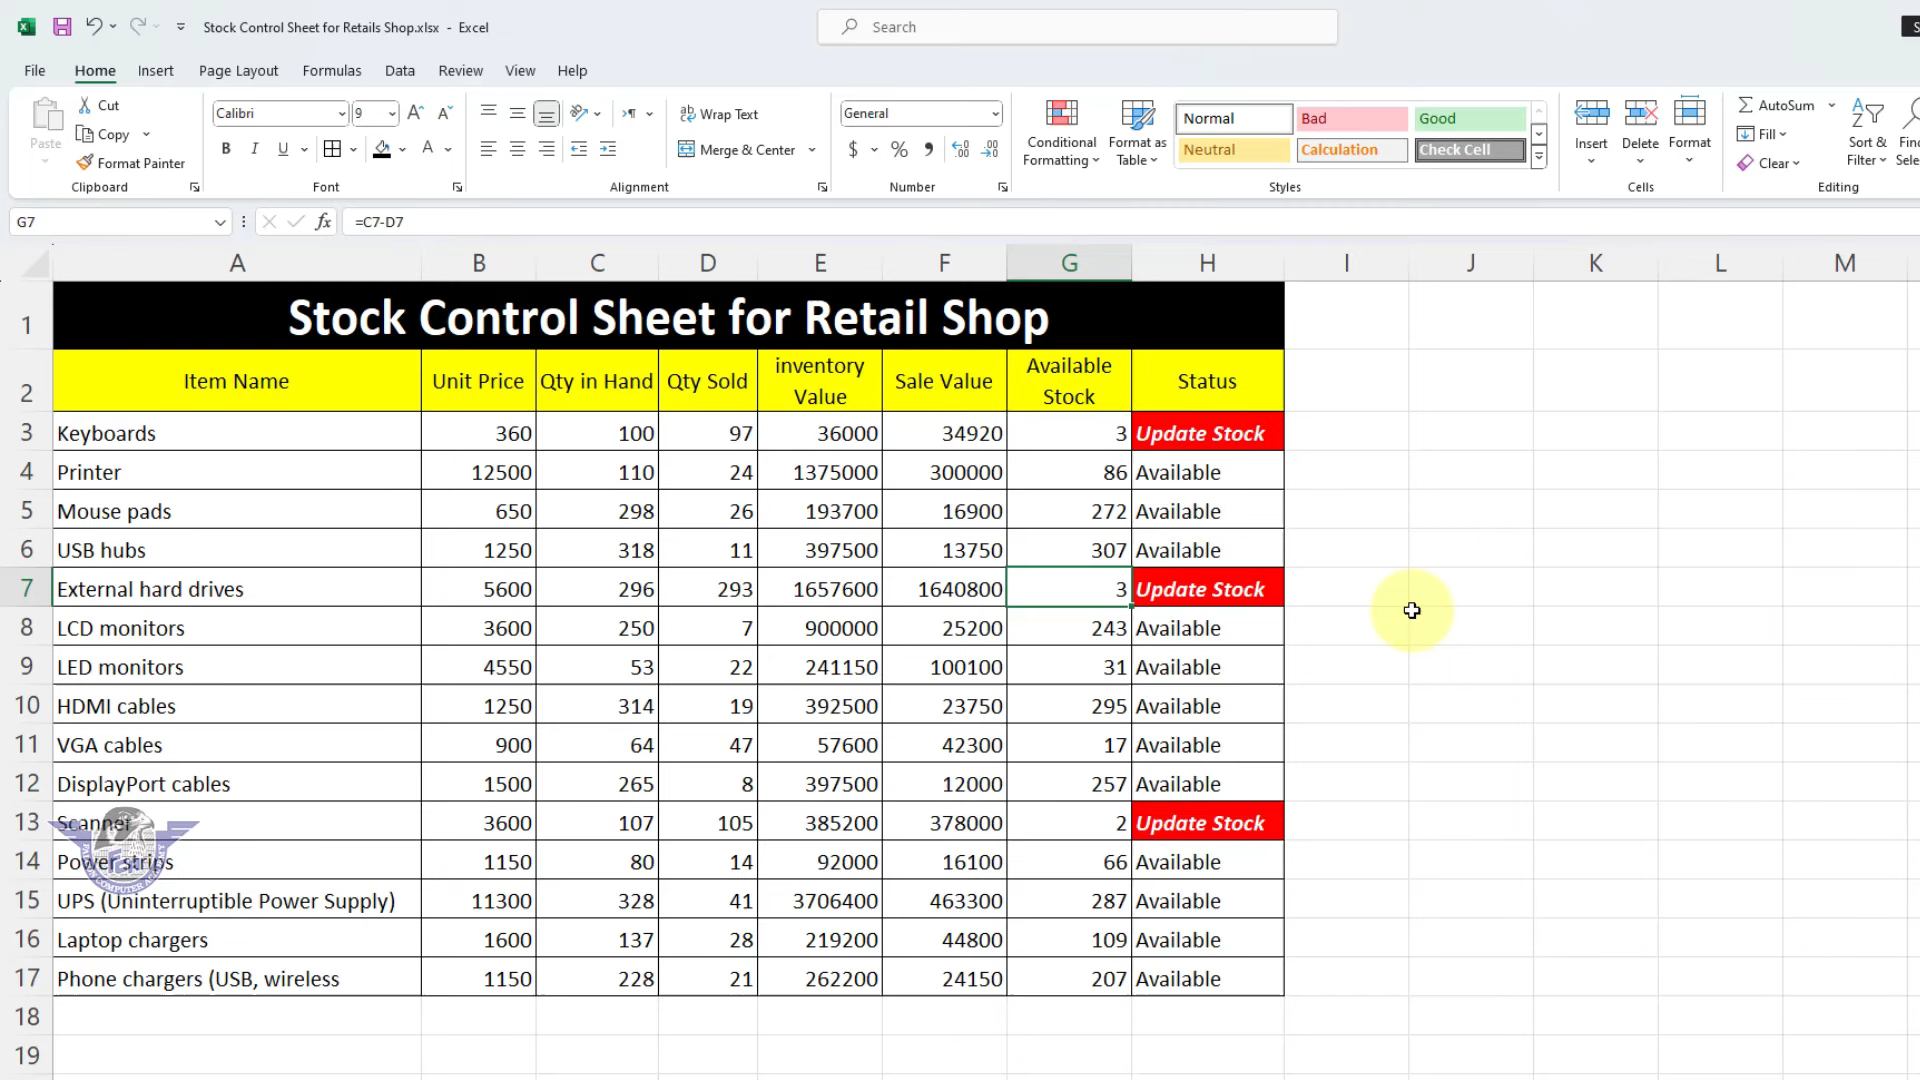 Stock Control Sheet for Retails Shop.xlsx - Excel
Search
File Home Insert Page Layout Formulas Data Review View Help
Cut
Copy
Format Painter
Paste
Clipboard
Calibri 9
B I U
Font
Wrap Text
Merge & Center
Alignment
General
$ %
Number
Conditional Formatting
Format as Table
Normal Bad Good
Neutral Calculation Check Cell
Styles
Insert Delete Format
Cells
AutoSum
Fill
Clear
Sort & Filter
Editing
G7 fx =C7-D7
A B C D E F G H I J K L M
1 Stock Control Sheet for Retail Shop
2 Item Name Unit Price Qty in Hand Qty Sold inventory Value Sale Value Available Stock Status
3 Keyboards 360 100 97 36000 34920 3 Update Stock
4 Printer 12500 110 24 1375000 300000 86 Available
5 Mouse pads 650 298 26 193700 16900 272 Available
6 USB hubs 1250 318 11 397500 13750 307 Available
7 External hard drives 5600 296 293 1657600 1640800 3 Update Stock
8 LCD monitors 3600 250 7 900000 25200 243 Available
9 LED monitors 4550 53 22 241150 100100 31 Available
10 HDMI cables 1250 314 19 392500 23750 295 Available
11 VGA cables 900 64 47 57600 42300 17 Available
12 DisplayPort cables 1500 265 8 397500 12000 257 Available
13 Scanner 3600 107 105 385200 378000 2 Update Stock
14 Power strips 1150 80 14 92000 16100 66 Available
15 UPS (Uninterruptible Power Supply) 11300 328 41 3706400 463300 287 Available
16 Laptop chargers 1600 137 28 219200 44800 109 Available
17 Phone chargers (USB, wireless 1150 228 21 262200 24150 207 Available
18
19